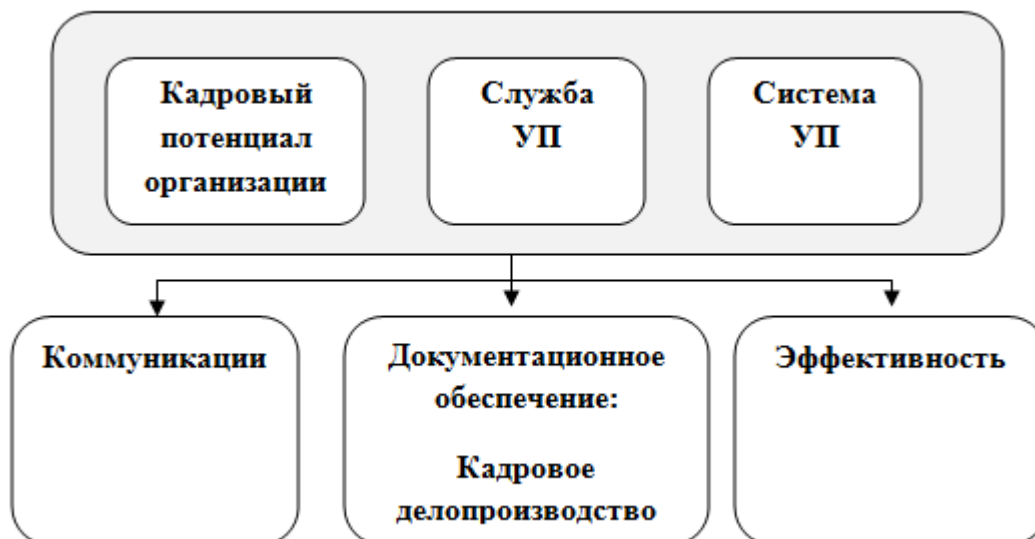 Кадровый
потенциал
организации
Служба
УП
Система
УП
Коммуникации
Документационное
обеспечение:
Кадровое
делопроизводство
Эффективность